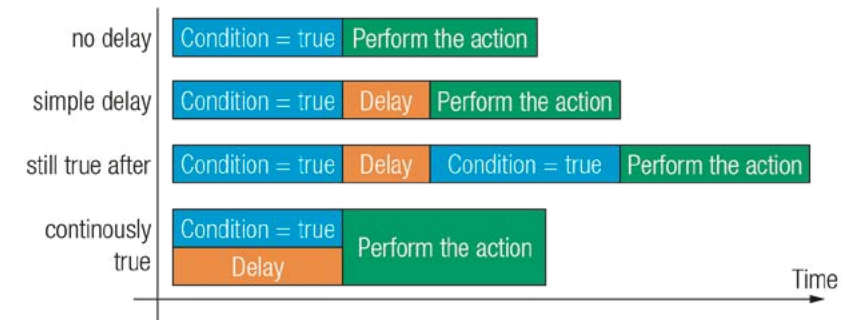 no delay Condition = true Perform the action
simple delay Condition = true Delay Perform the action
still true after Condition = true Delay Condition = true Perform the action
continously
true
Condition = true
Delay
Perform the action
Time